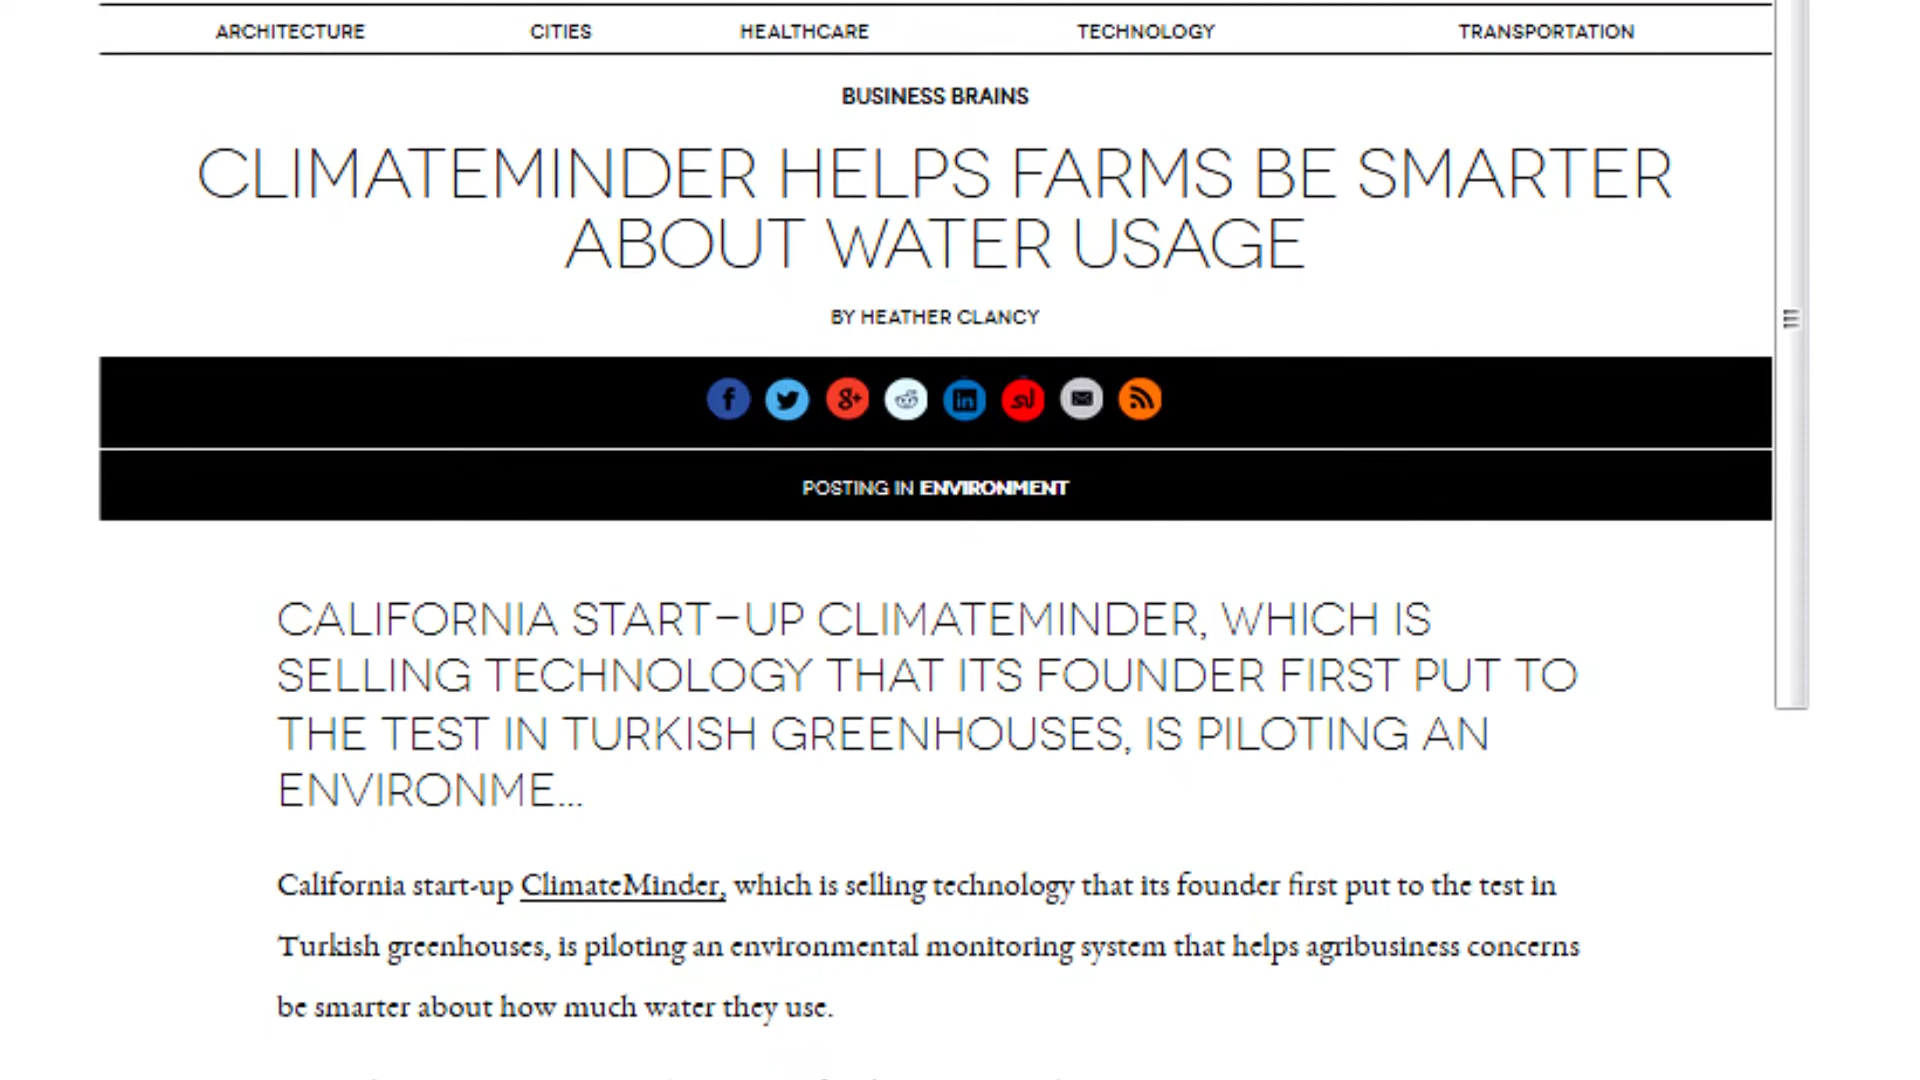 ARCHITECTURE CITIES HEALTHCARE TECHNOLOGY TRANSPORTATION
BUSINESS BRAINS
CLIMATEMINDER HELPS FARMS BE SMARTER
ABOUT WATER USAGE
BY HEATHER CLANCY
POSTING IN ENVIRONMENT
CALIFORNIA START-UP CLIMATEMINDER, WHICH IS
SELLING TECHNOLOGY THAT ITS FOUNDER FIRST PUT TO
THE TEST IN TURKISH GREENHOUSES, IS PILOTING AN
ENVIRONME...
California start-up ClimateMinder, which is selling technology that its founder first put to the test in
Turkish greenhouses, is piloting an environmental monitoring system that helps agribusiness concerns
be smarter about how much water they use.